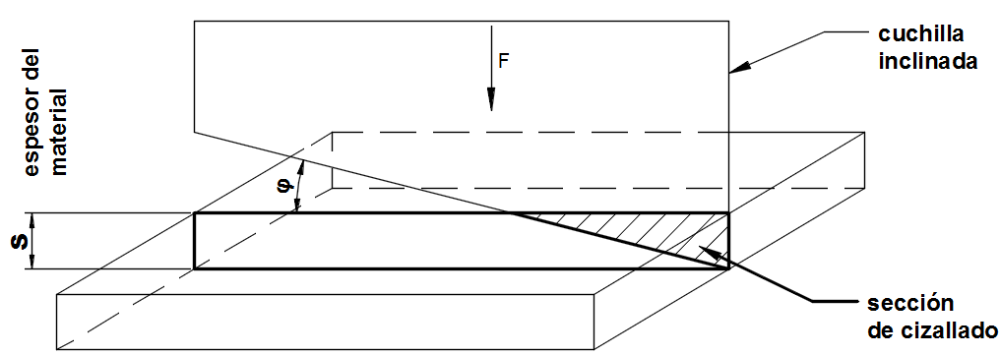 cuchilla
inclinada
F
espesor del
material
φ
s
sección
de cizallado